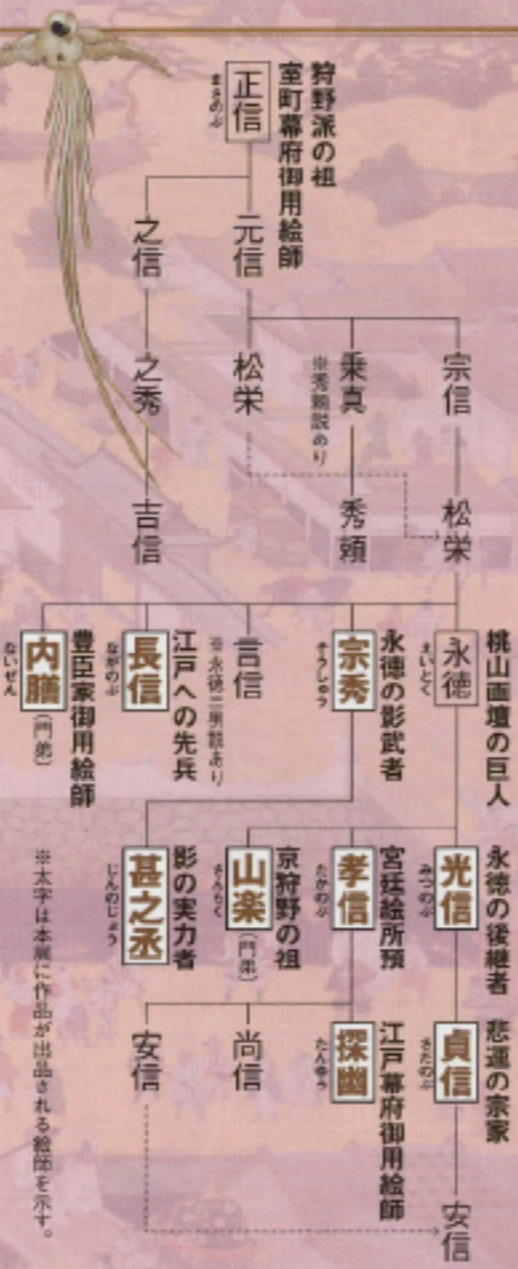 狩野派の祖
室町幕府御用絵師
正信
まさのぶ
元信
之信
宗信
乗真
※秀頼説あり
松栄
之秀
松栄
秀頼
吉信
桃山画壇の巨人
永徳
えいとく
永徳の影武者
宗秀
そうしゅう
言信
※永徳三男説あり
江戸への先兵
長信
ながのぶ
豊臣家御用絵師
内膳
(門弟)
ないぜん
永徳の後継者
光信
みつのぶ
宮廷絵所預
孝信
たかのぶ
京狩野の祖
山楽
(門弟)
さんらく
影の実力者
甚之丞
じんのじょう
悲運の宗家
貞信
さだのぶ
江戸幕府御用絵師
探幽
たんゆう
尚信
安信
安信
※太字は本展に作品が出品される絵師を示す。